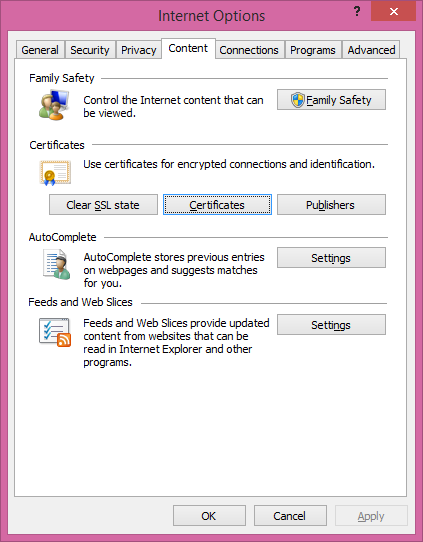 Internet Options
?
General Security Privacy Content Connections Programs Advanced
Family Safety
Control the Internet content that can
be viewed.
Family Safety
Certificates
Use certificates for encrypted connections and identification.
Clear SSL state Certificates Publishers
AutoComplete
AutoComplete stores previous entries
on webpages and suggests matches
for you.
Settings
Feeds and Web Slices
Feeds and Web Slices provide updated
content from websites that can be
read in Internet Explorer and other
programs.
Settings
OK Cancel Apply